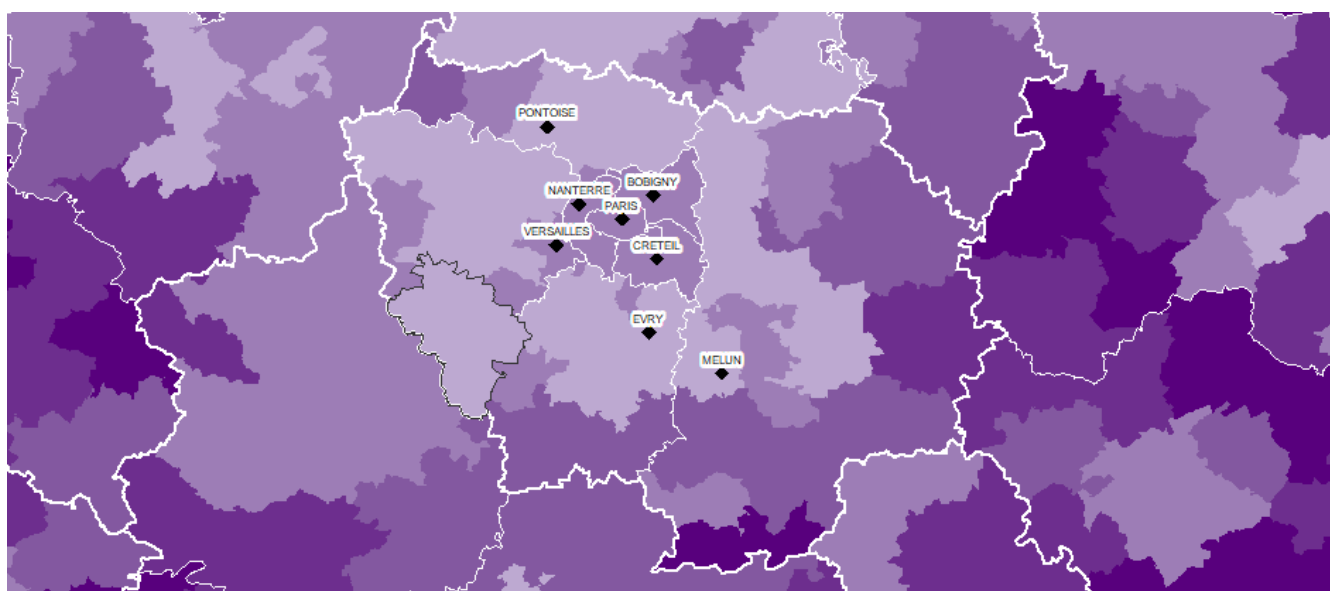 PONTOISE
NANTERRE
BOBIGNY
PARIS
VERSAILLES
CRETEIL
EVRY
MELUN